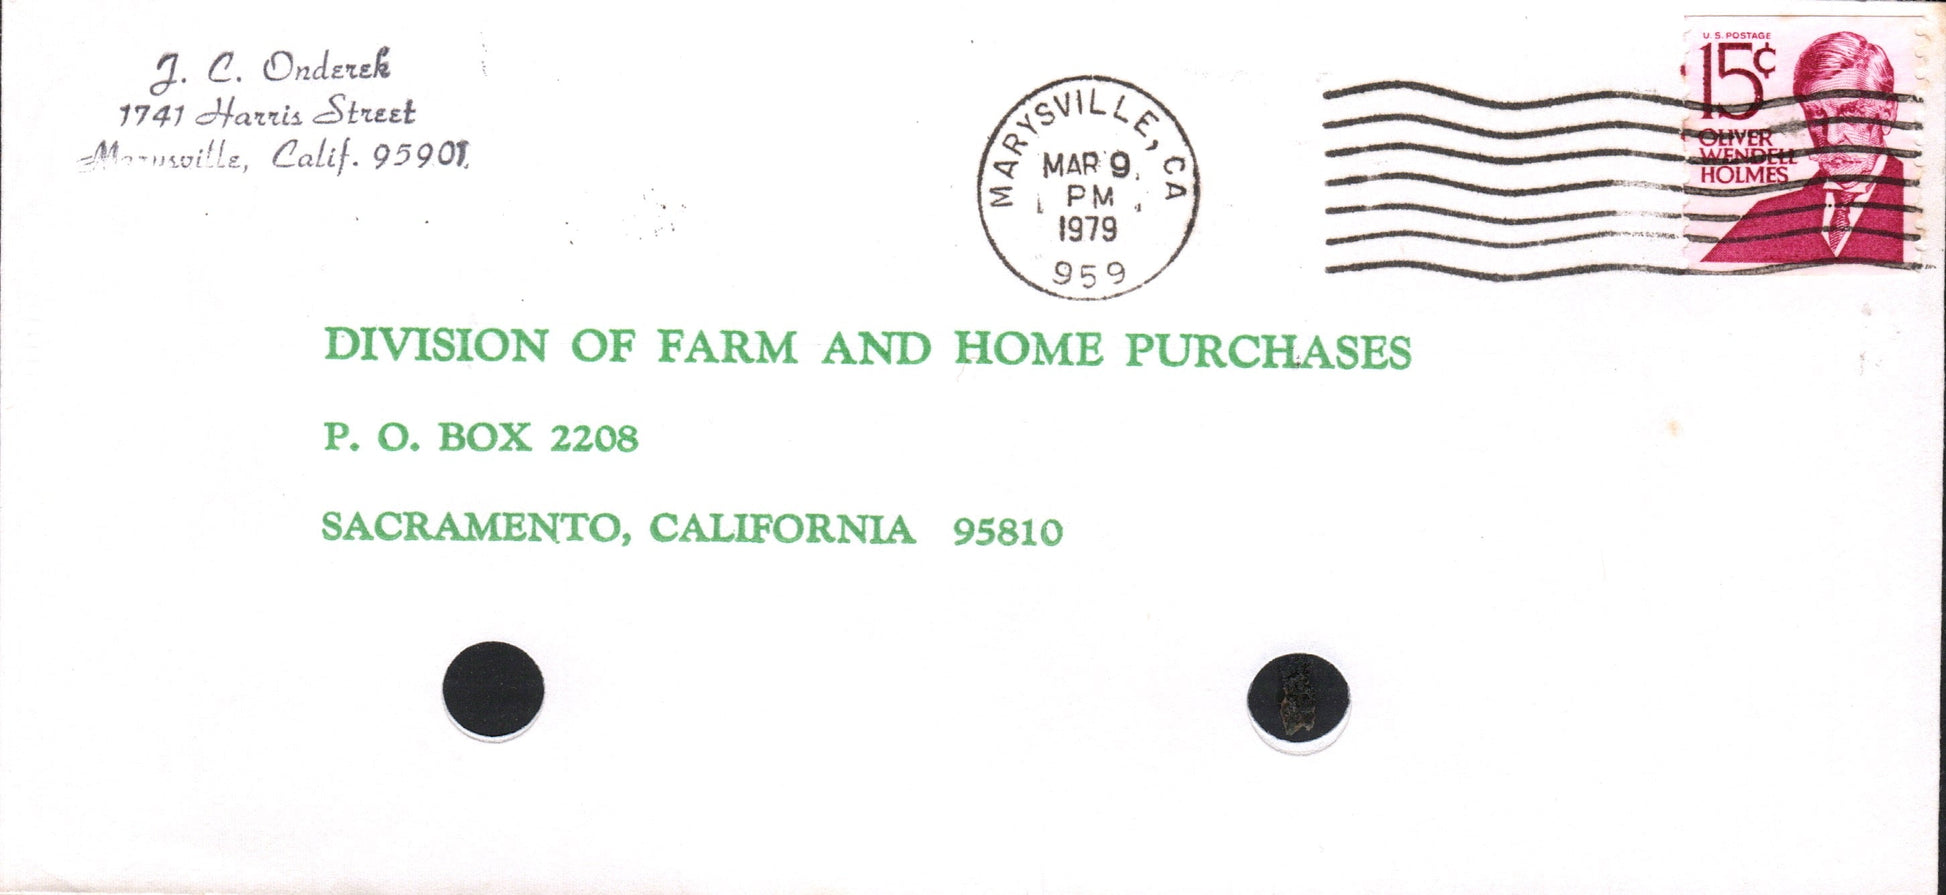 J. C. Onderek
1741 Harris Street
Marysville, Calif. 95901
MARYSVILLE, CA
MAR 9
PM
1979
959
U.S. POSTAGE
15¢
OLIVER
WENDELL
HOLMES
DIVISION OF FARM AND HOME PURCHASES
P. O. BOX 2208
SACRAMENTO, CALIFORNIA 95810